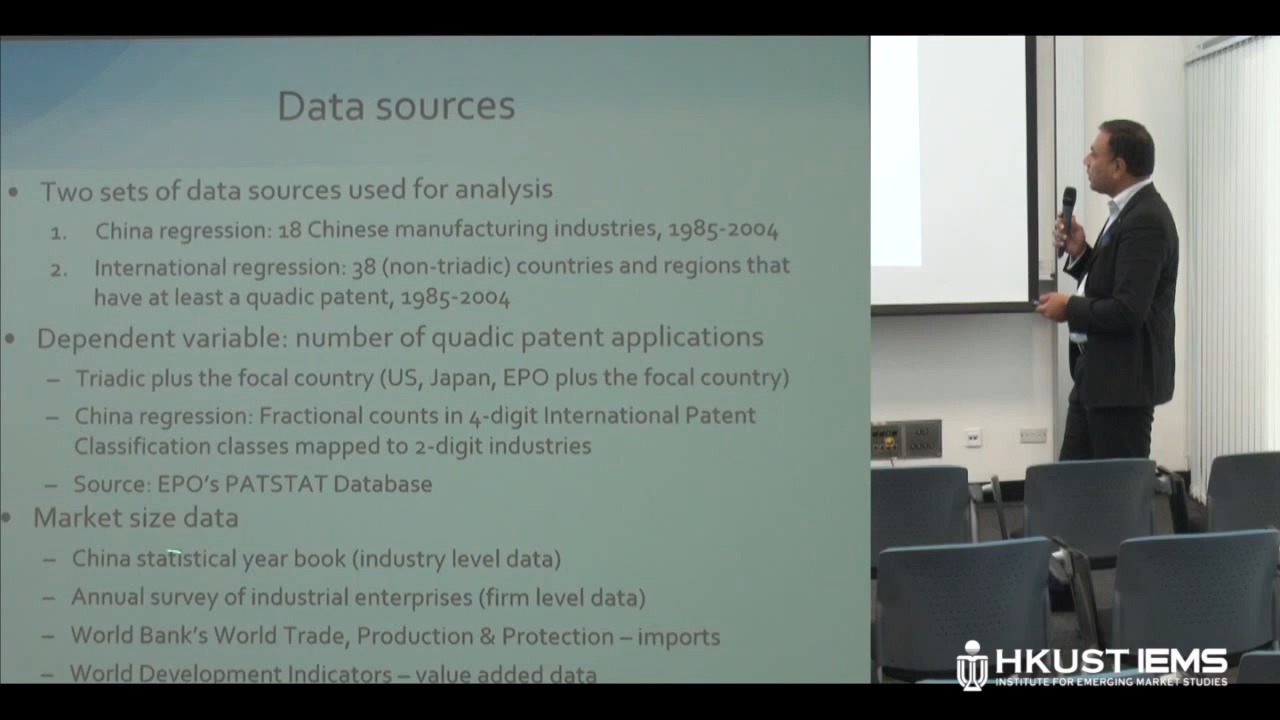 Data sources
• Two sets of data sources used for analysis
1. China regression: 18 Chinese manufacturing industries, 1985-2004
2. International regression: 38 (non-triadic) countries and regions that
have at least a quadic patent, 1985-2004
• Dependent variable: number of quadic patent applications
– Triadic plus the focal country (US, Japan, EPO plus the focal country)
– China regression: Fractional counts in 4-digit International Patent
Classification classes mapped to 2-digit industries
– Source: EPO's PATSTAT Database
• Market size data
– China statistical year book (industry level data)
– Annual survey of industrial enterprises (firm level data)
– World Bank's World Trade, Production & Protection – imports
– World Development Indicators – value added data
HKUST IEMS
INSTITUTE FOR EMERGING MARKET STUDIES